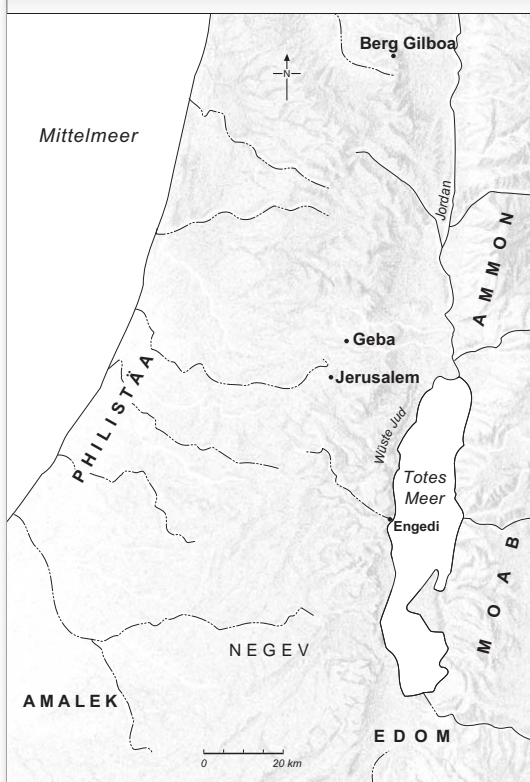 Berg Gilboa
N
Mittelmeer
Jordan
AMMON
Geba
PHILISTÄA
Jerusalem
Wüste Jud
Totes
Meer
Engedi
MOAB
NEGEV
AMALEK
EDOM
0 20 km